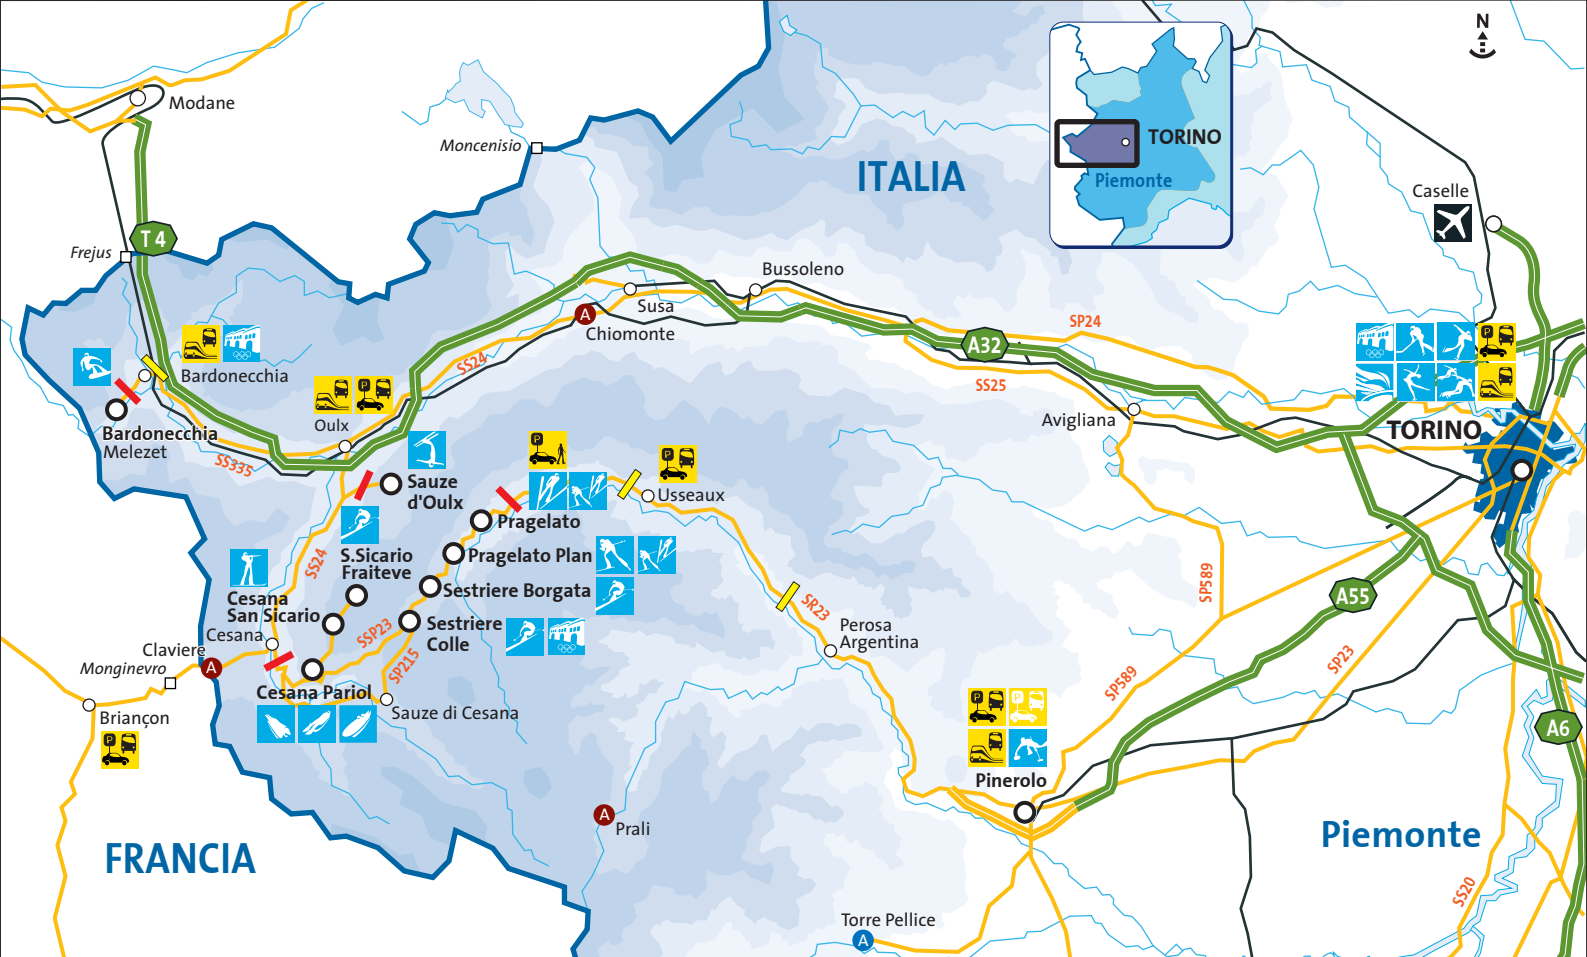 N
Modane
Moncenisio
ITALIA
TORINO
Piemonte
Caselle
T 4
Frejus
Bussoleno
Susa
A
Chiomonte
SP24
A32
SS24
SS25
Bardonecchia
Bardonecchia
Melezet
SS335
Oulx
P
Avigliana
P
TORINO
Sauze
d'Oulx
P
P
Usseaux
Pragelato
S.Sicario
Fraiteve
Pragelato Plan
SS24
Sestriere Borgata
Cesana
San Sicario
SSP23
Sestriere
Colle
SP215
SR23
Perosa
Argentina
SP589
A55
Cesana
Claviere
Monginevro
A
Cesana Pariol
Sauze di Cesana
Briançon
P
SP589
SP23
P
P
Pinerolo
A6
A
Prali
FRANCIA
Piemonte
SS20
Torre Pellice
A